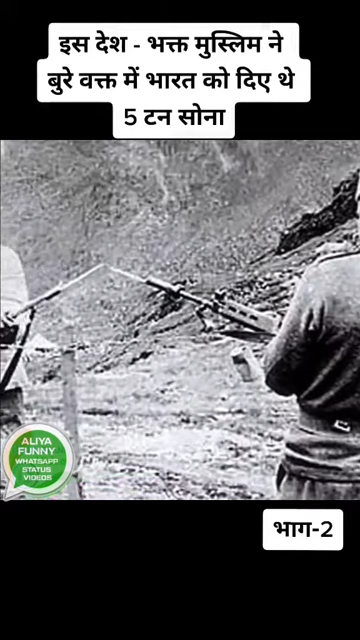 इस देश - भक्त मुस्लिम ने
बुरे वक्त में भारत को दिए थे
5 टन सोना
ALIYA
FUNNY
WHATSAPP
STATUS
VIDEOS
भाग-2